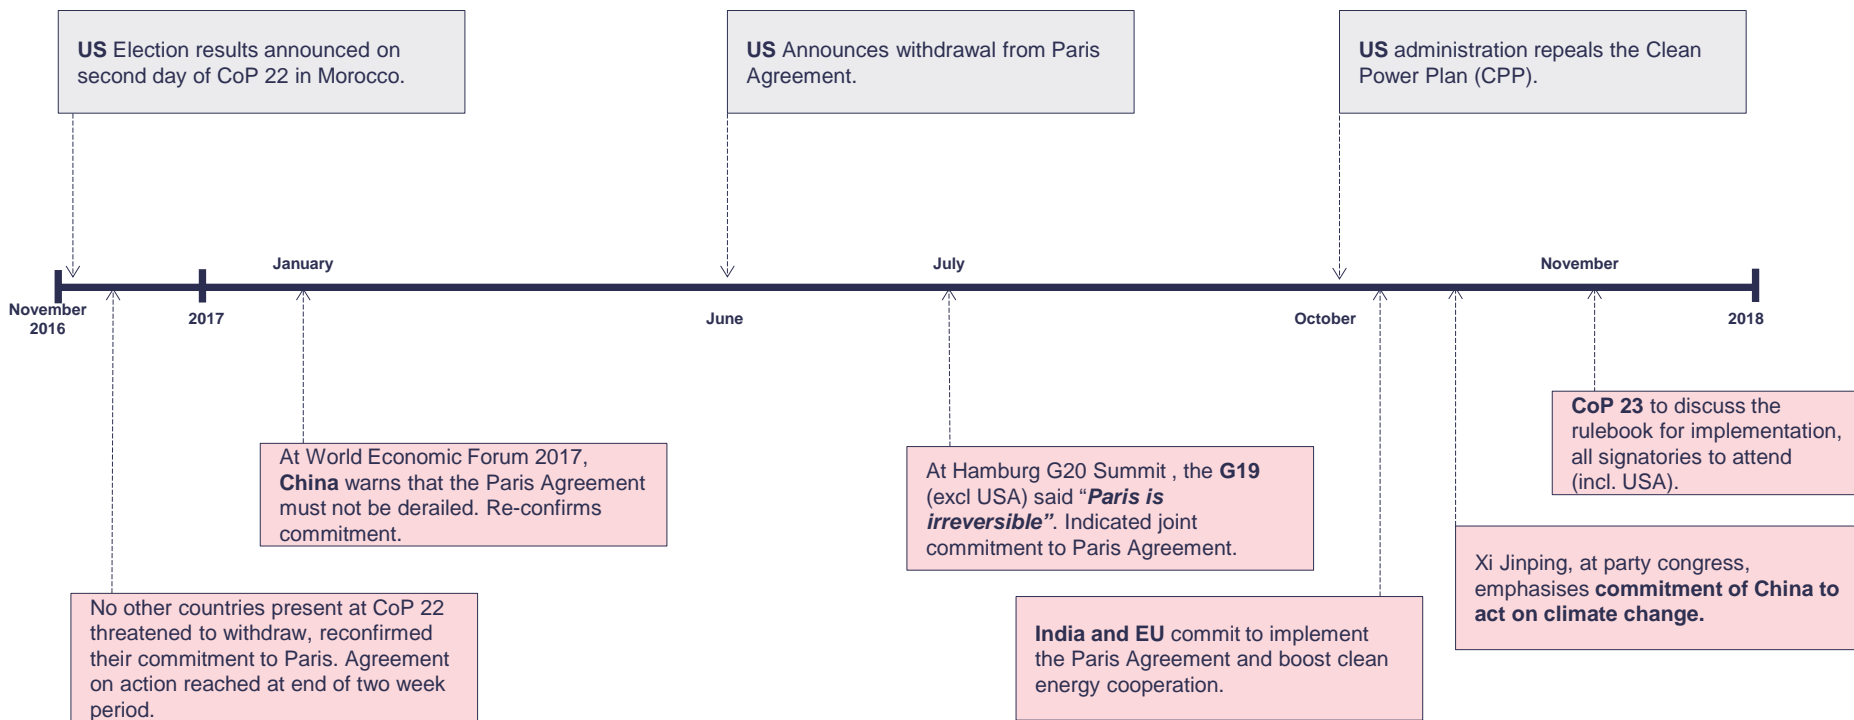 US Election results announced on
second day of CoP 22 in Morocco.
US Announces withdrawal from Paris
Agreement.
US administration repeals the Clean
Power Plan (CPP).
January
July
November
November
2016
2017
June
October
2018
CoP 23 to discuss the
rulebook for implementation,
all signatories to attend
(incl. USA).
At World Economic Forum 2017,
China warns that the Paris Agreement
must not be derailed. Re-confirms
commitment.
At Hamburg G20 Summit , the G19
(excl USA) said “Paris is
irreversible”. Indicated joint
commitment to Paris Agreement.
Xi Jinping, at party congress,
emphasises commitment of China to
act on climate change.
No other countries present at CoP 22
threatened to withdraw, reconfirmed
their commitment to Paris. Agreement
on action reached at end of two week
period.
India and EU commit to implement
the Paris Agreement and boost clean
energy cooperation.